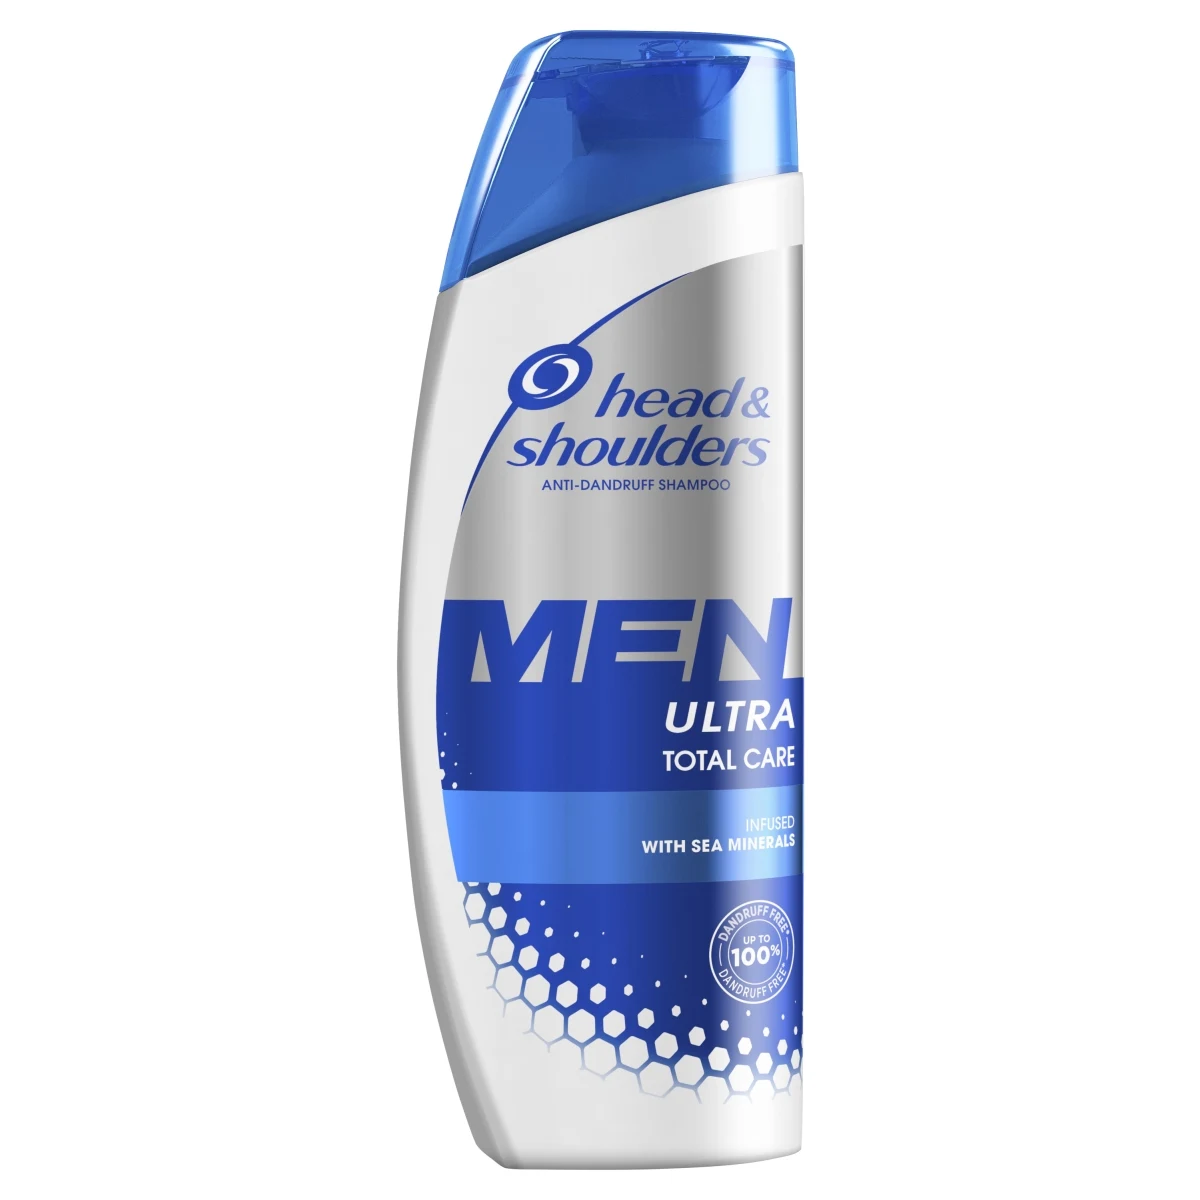 head &
shoulders
ANTI-DANDRUFF SHAMPOO
MEN
ULTRA
TOTAL CARE
INFUSED
WITH SEA MINERALS
DANDRUFF FREE*
UP TO
100%
DANDRUFF FREE*